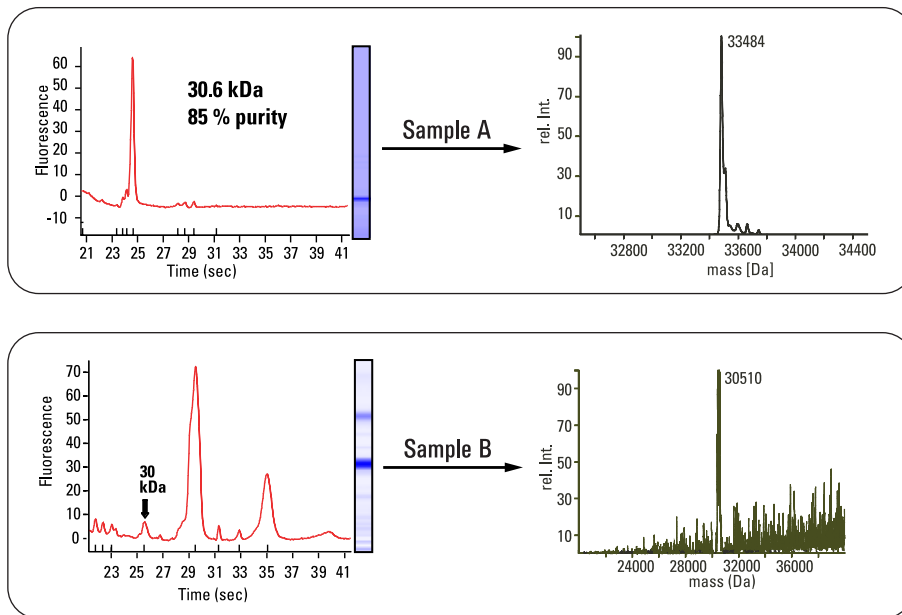 60
50
40
30
20
10
0
-10
Fluorescence
30.6 kDa
85 % purity
21 23 25 27 29 31 33 35 37 39 41
Time (sec)
Sample A
90
70
50
30
10
rel. Int.
33484
32800 33200 33600 34000 34400
mass [Da]
70
60
50
40
30
20
10
0
Fluorescence
30
kDa
23 25 27 29 31 33 35 37 39 41
Time (sec)
Sample B
90
70
50
30
10
rel. Int.
30510
24000 28000 32000 36000
mass (Da)